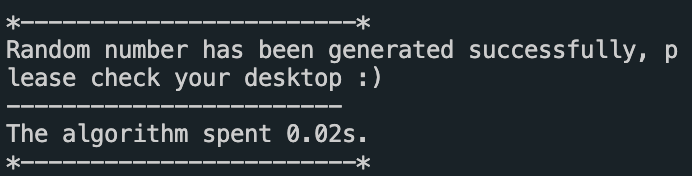 *------------------------*
Random number has been generated successfully, p
lease check your desktop :)
------------------------
The algorithm spent 0.02s.
*------------------------*